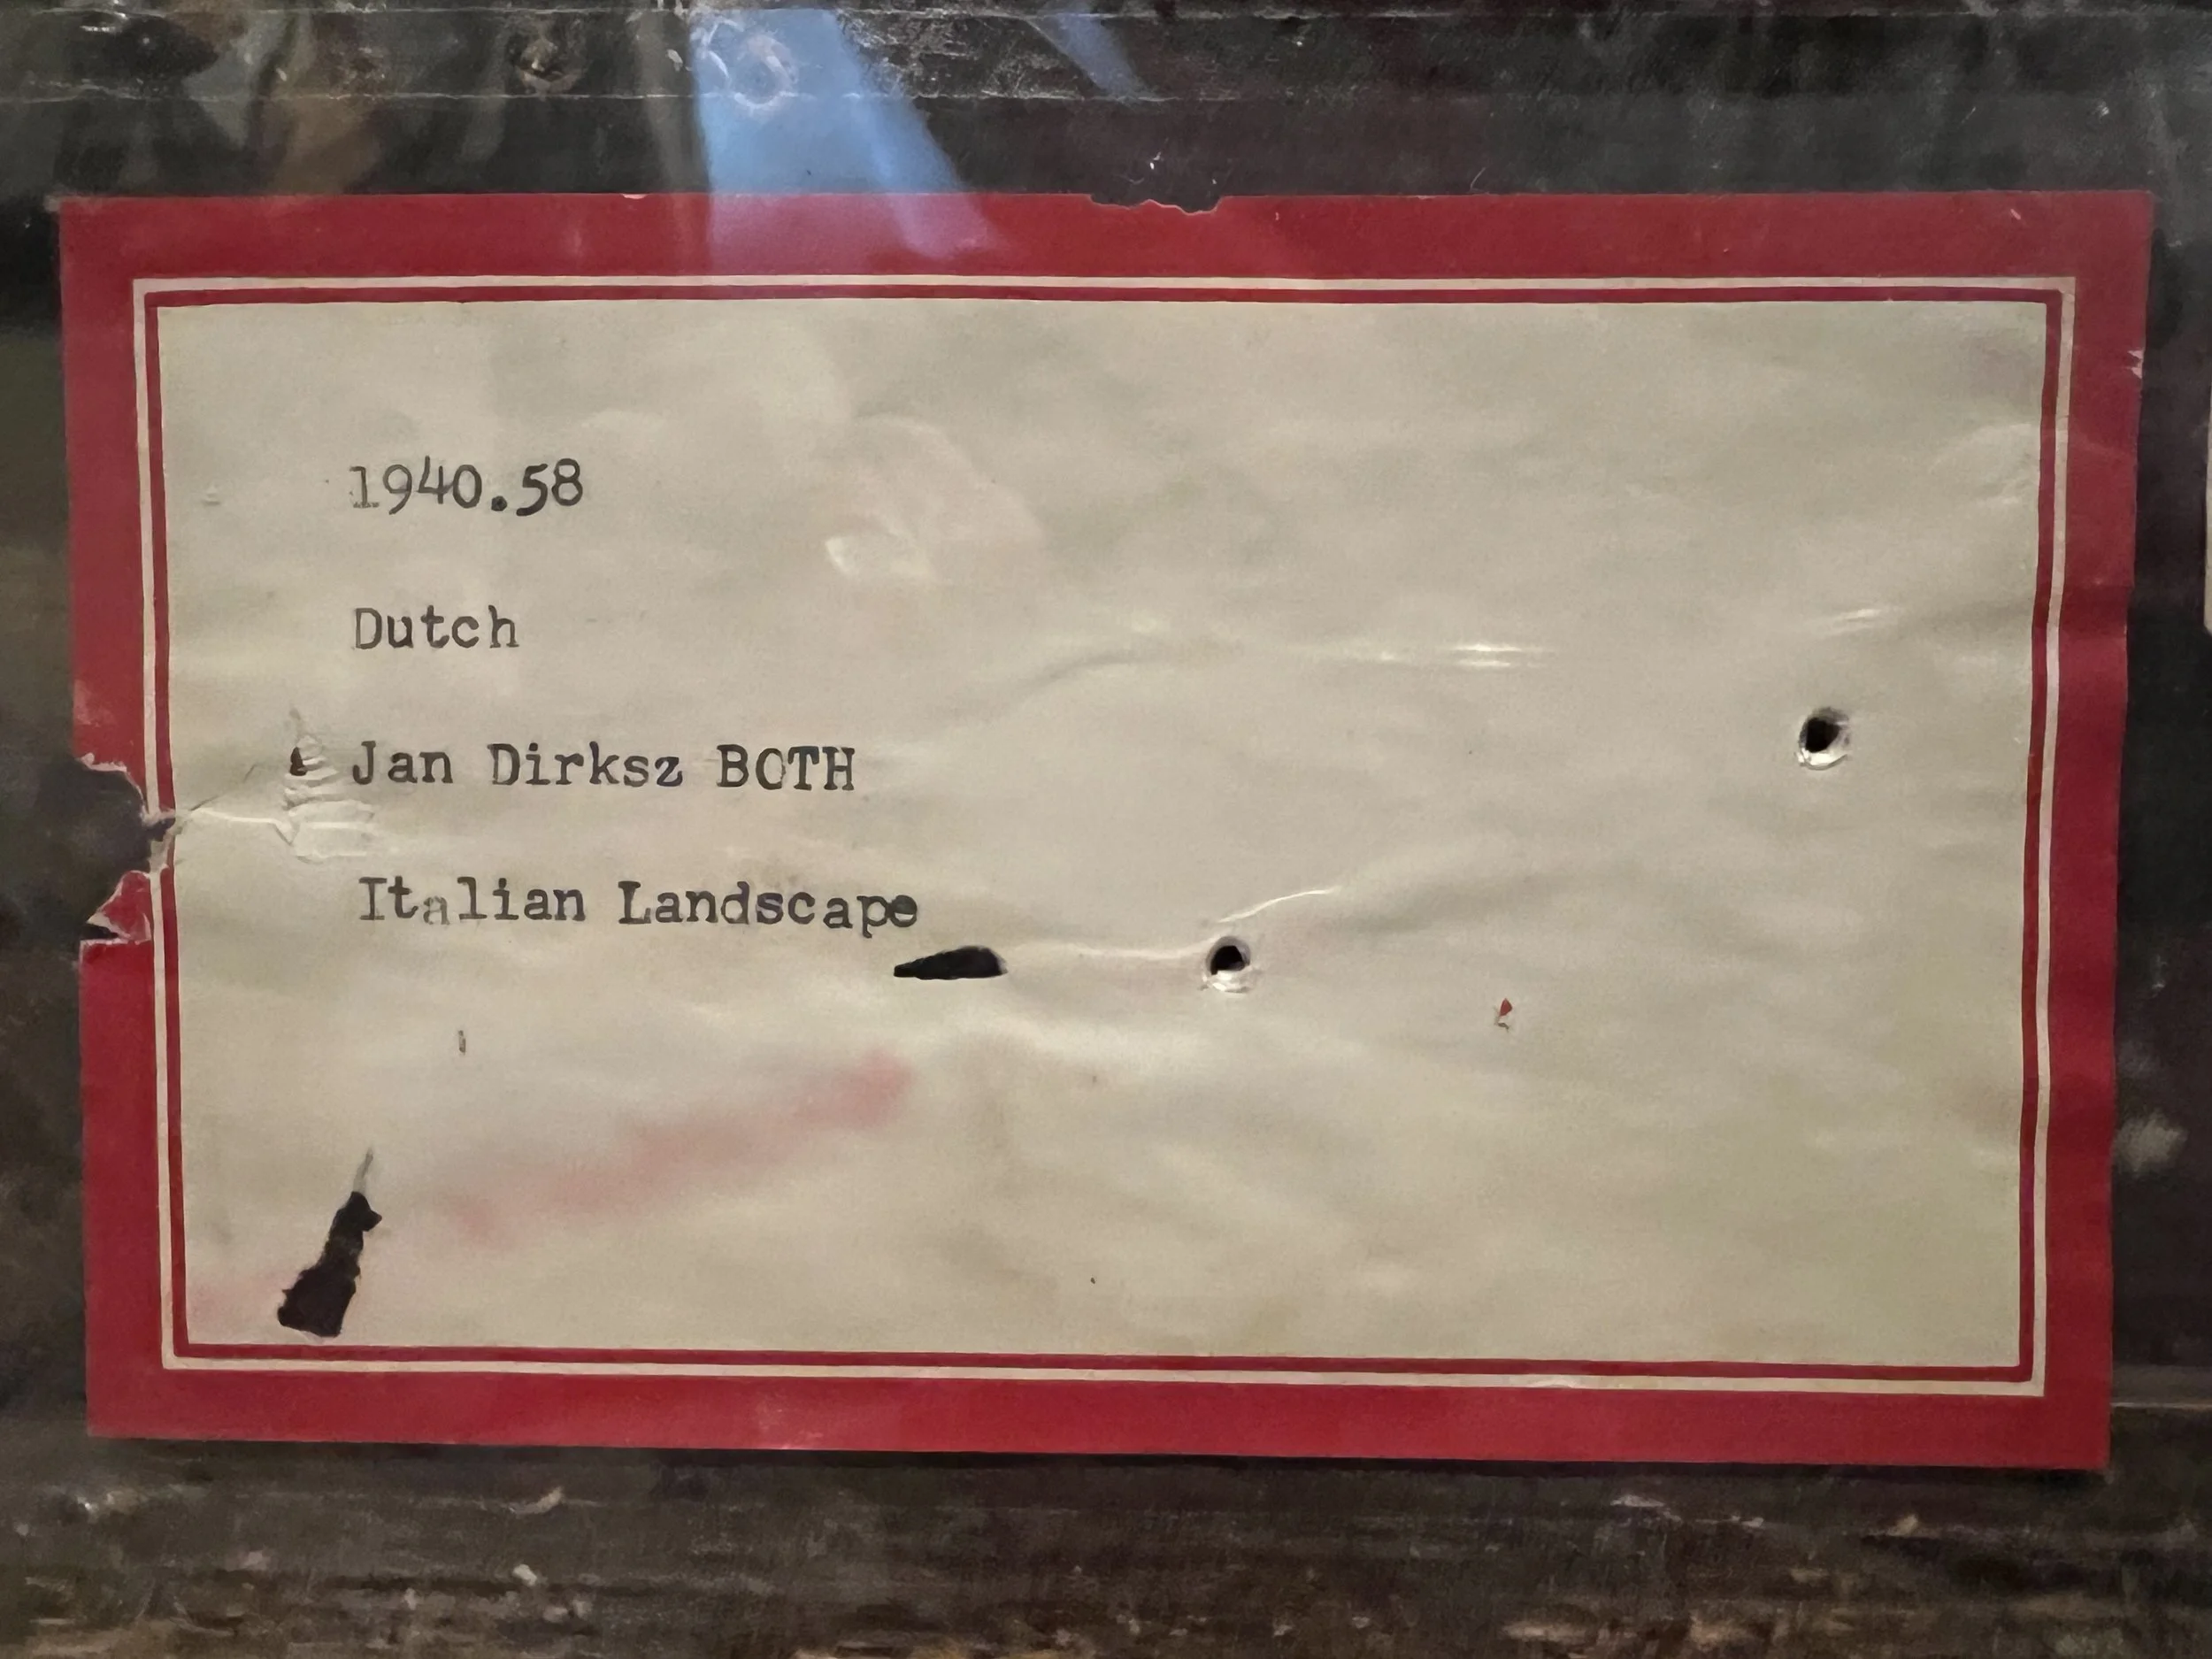 1940.58
Dutch
Jan Dirksz BOTH
Italian Landscape